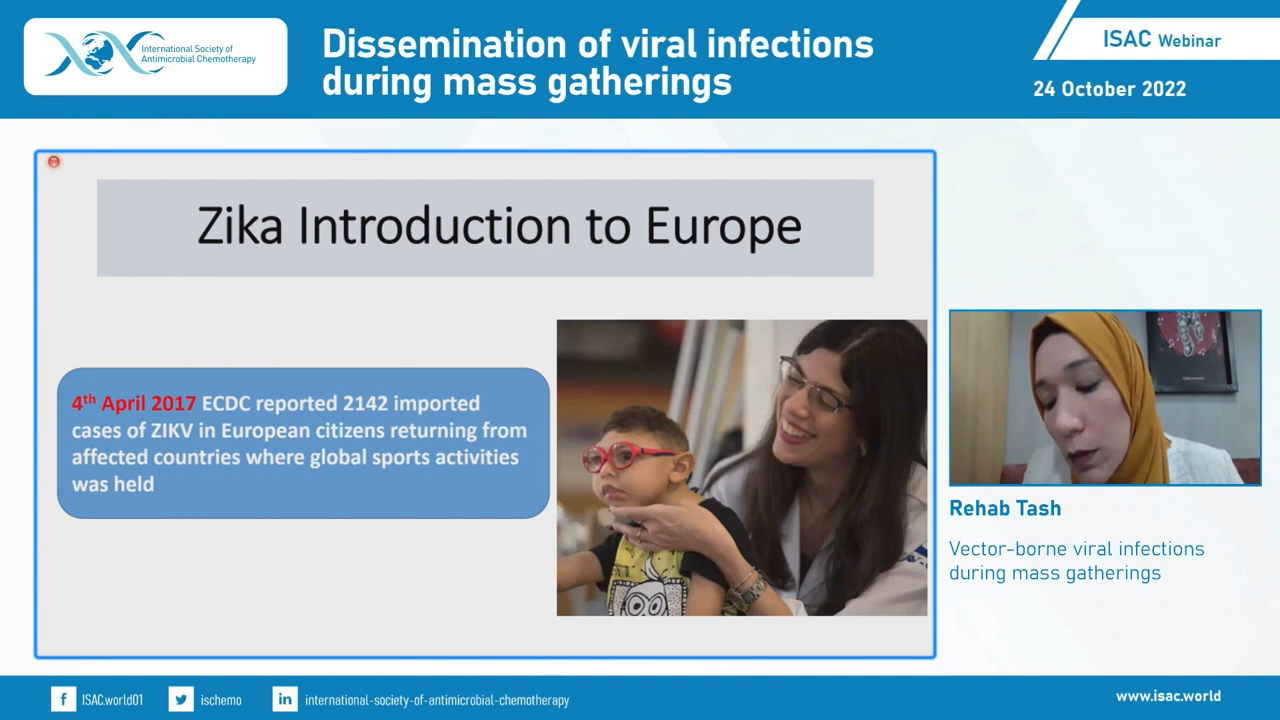 International Society of
Antimicrobial Chemotherapy
Dissemination of viral infections
during mass gatherings
ISAC Webinar
24 October 2022
Zika Introduction to Europe
4th April 2017 ECDC reported 2142 imported
cases of ZIKV in European citizens returning from
affected countries where global sports activities
was held
Rehab Tash
Vector-borne viral infections
during mass gatherings
f ISAC.world01
ischemo
in international-society-of-antimicrobial-chemotherapy
www.isac.world